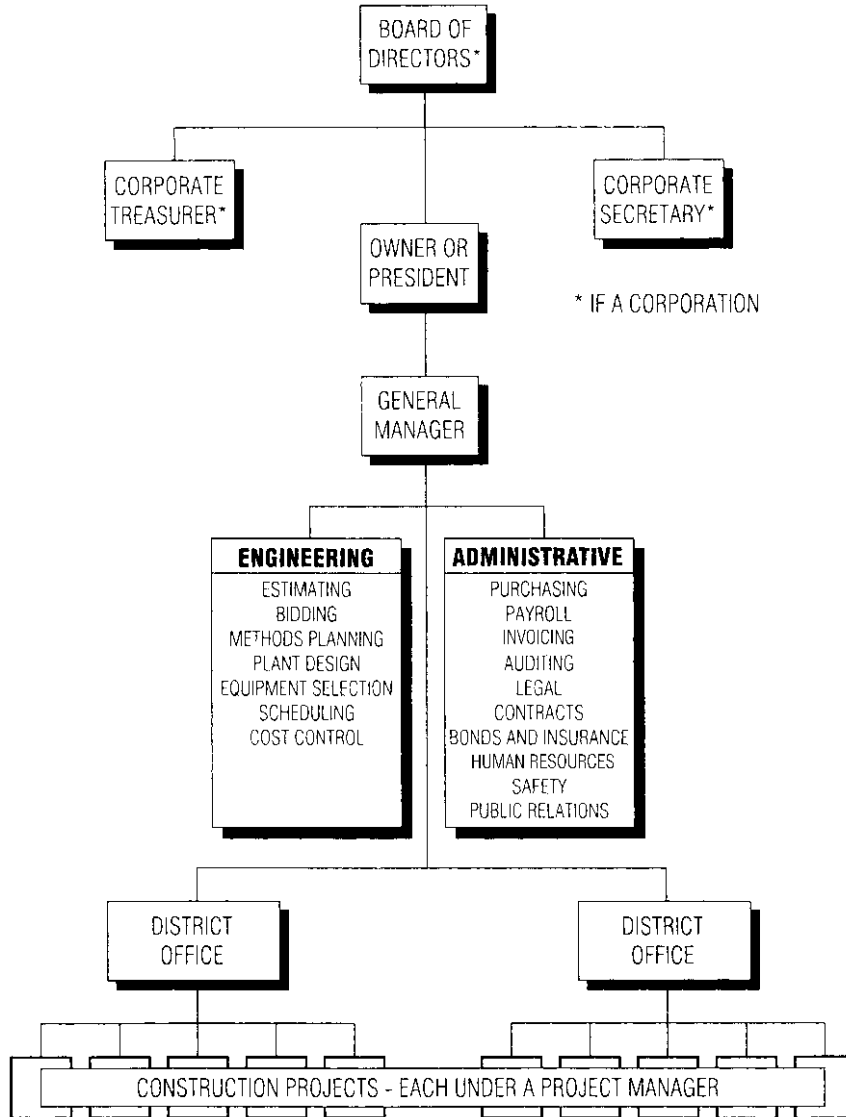 BOARD OF
DIRECTORS*
CORPORATE
TREASURER*
CORPORATE
SECRETARY*
OWNER OR
PRESIDENT
* IF A CORPORATION
GENERAL
MANAGER
ENGINEERING
ESTIMATING
BIDDING
METHODS PLANNING
PLANT DESIGN
EQUIPMENT SELECTION
SCHEDULING
COST CONTROL
ADMINISTRATIVE
PURCHASING
PAYROLL
INVOICING
AUDITING
LEGAL
CONTRACTS
BONDS AND INSURANCE
HUMAN RESOURCES
SAFETY
PUBLIC RELATIONS
DISTRICT
OFFICE
DISTRICT
OFFICE
CONSTRUCTION PROJECTS - EACH UNDER A PROJECT MANAGER